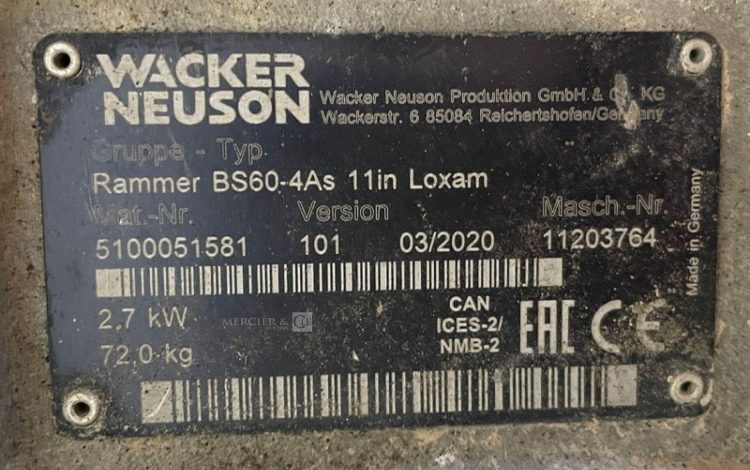 WACKER
NEUSON
Wacker Neuson Produktion GmbH & Co. KG
Wackerstr. 6 85084 Reichertshofen/Germany
Gruppe - Typ
Rammer BS60-4As 11in Loxam
Mat.-Nr. Version Masch.-Nr.
5100051581 101 03/2020 11203764
2,7 kW
72,0 kg
CAN
ICES-2/
NMB-2
EAC CE
Made in Germany
MERCIER & Cie